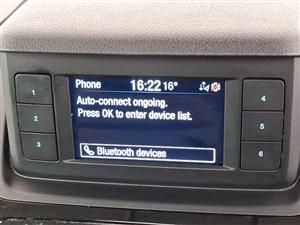 Phone 16:22 16°
Auto-connect ongoing.
Press OK to enter device list.
Bluetooth devices
1
2
3
4
5
6